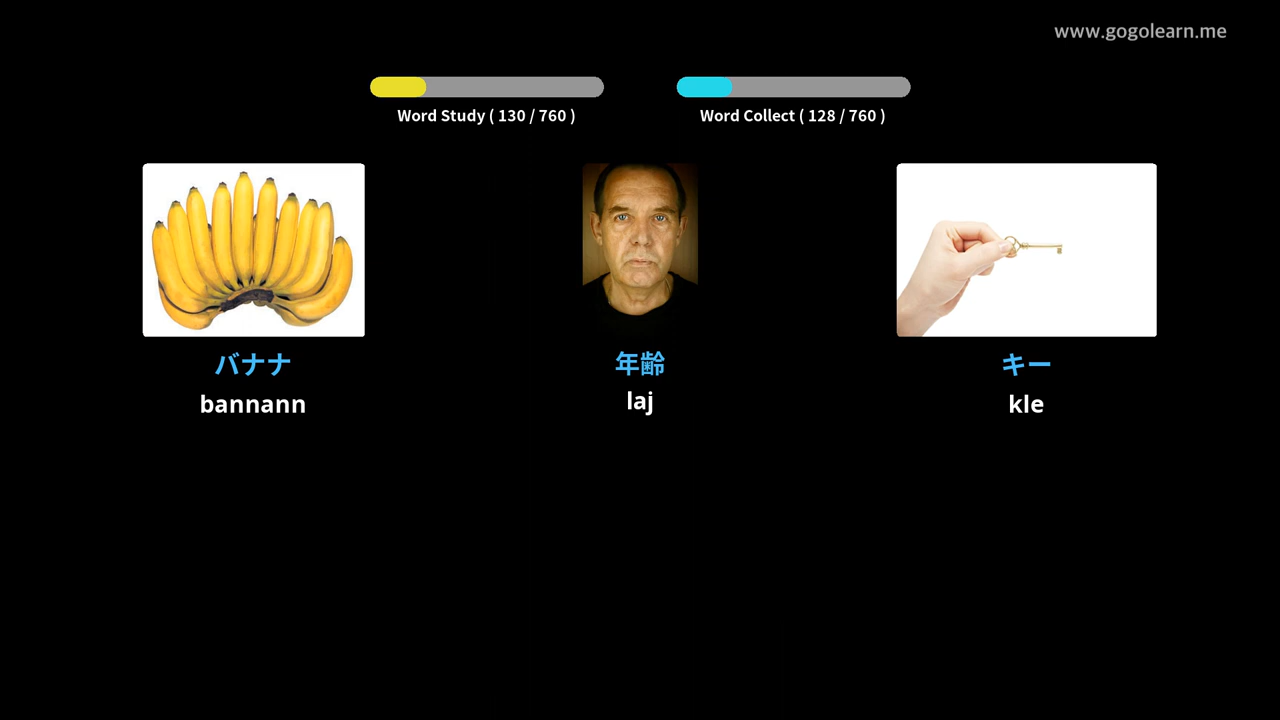 www.gogolearn.me
Word Study ( 130 / 760 )
Word Collect ( 128 / 760 )
バナナ
bannann
年齢
laj
キー
kle